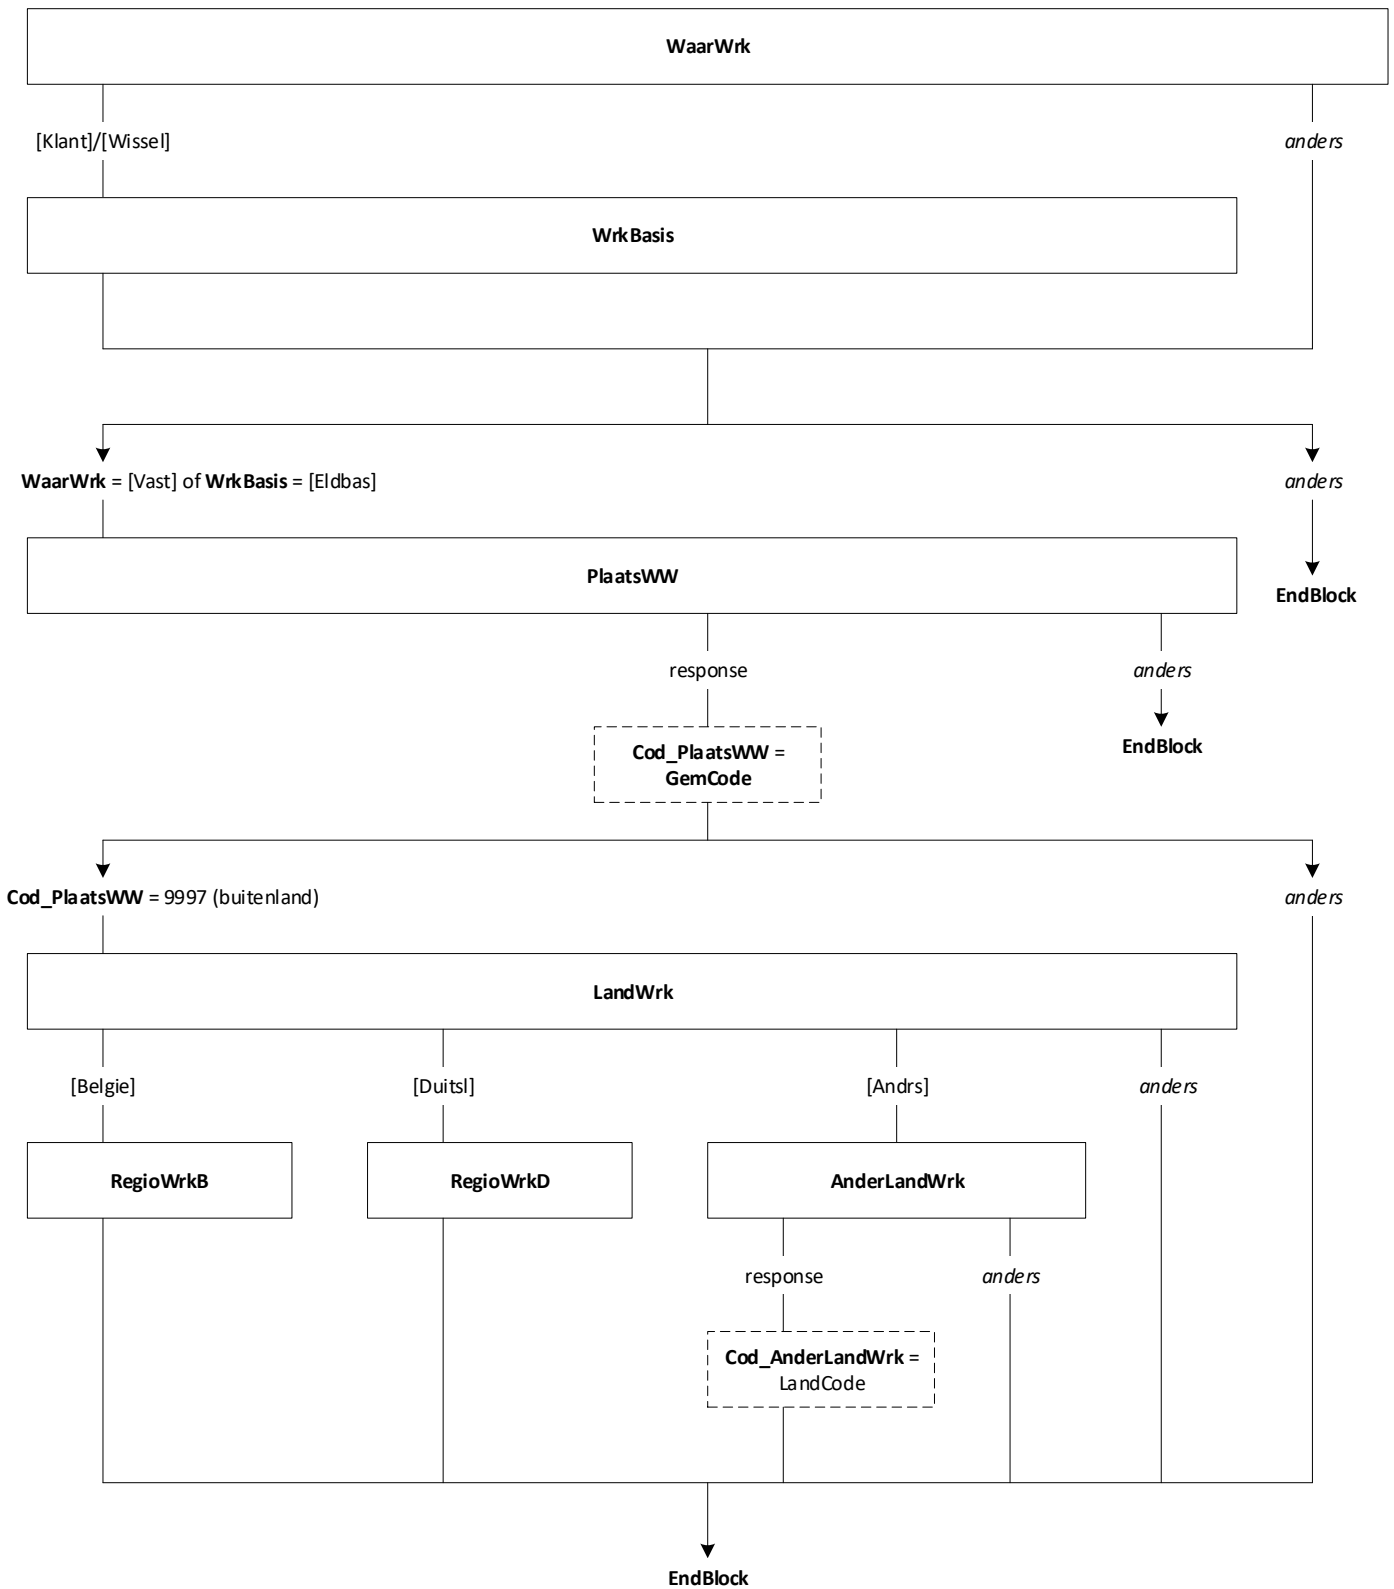 WaarWrk
[Klant]/[Wissel]
anders
WrkBasis
WaarWrk = [Vast] of WrkBasis = [Eldbas]
anders
PlaatsWW
EndBlock
response
anders
Cod_PlaatsWW =
GemCode
EndBlock
Cod_PlaatsWW = 9997 (buitenland)
anders
LandWrk
[Belgie]
[Duitsl]
[Andrs]
anders
RegioWrkB
RegioWrkD
AnderLandWrk
response
anders
Cod_AnderLandWrk =
LandCode
EndBlock